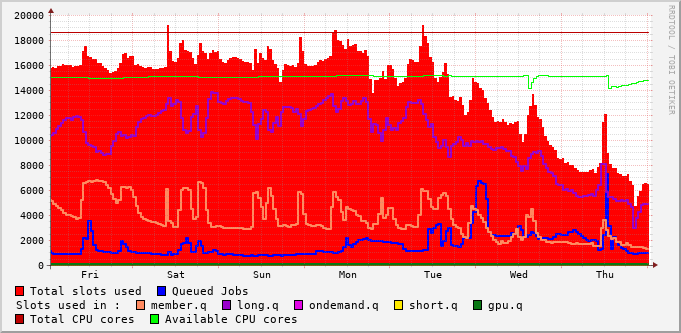 RRDTOOL / TOBI OETIKER
20000
18000
16000
14000
12000
10000
8000
6000
4000
2000
0
Fri Sat Sun Mon Tue Wed Thu
Total slots used Queued Jobs
Slots used in : member.q long.q ondemand.q short.q gpu.q
Total CPU cores Available CPU cores